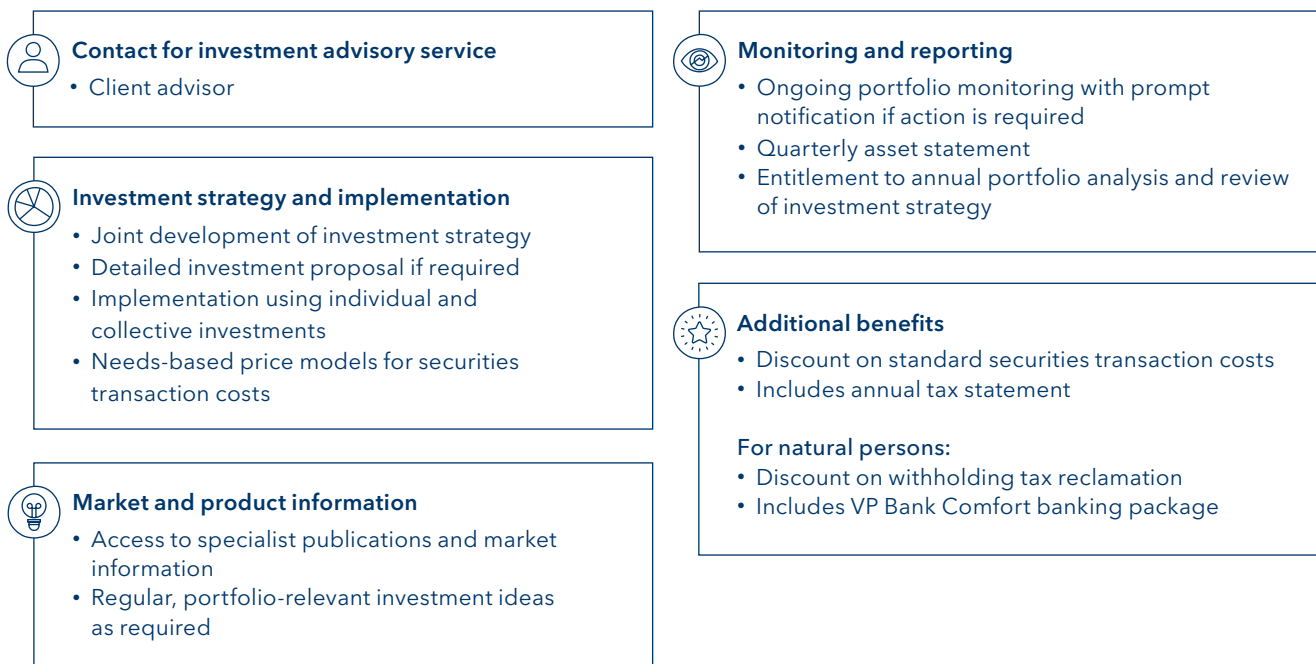 Contact for investment advisory service
• Client advisor
Investment strategy and implementation
• Joint development of investment strategy
• Detailed investment proposal if required
• Implementation using individual and
collective investments
• Needs-based price models for securities
transaction costs
Market and product information
• Access to specialist publications and market
information
• Regular, portfolio-relevant investment ideas
as required
Monitoring and reporting
• Ongoing portfolio monitoring with prompt
notification if action is required
• Quarterly asset statement
• Entitlement to annual portfolio analysis and review
of investment strategy
Additional benefits
• Discount on standard securities transaction costs
• Includes annual tax statement
For natural persons:
• Discount on withholding tax reclamation
• Includes VP Bank Comfort banking package